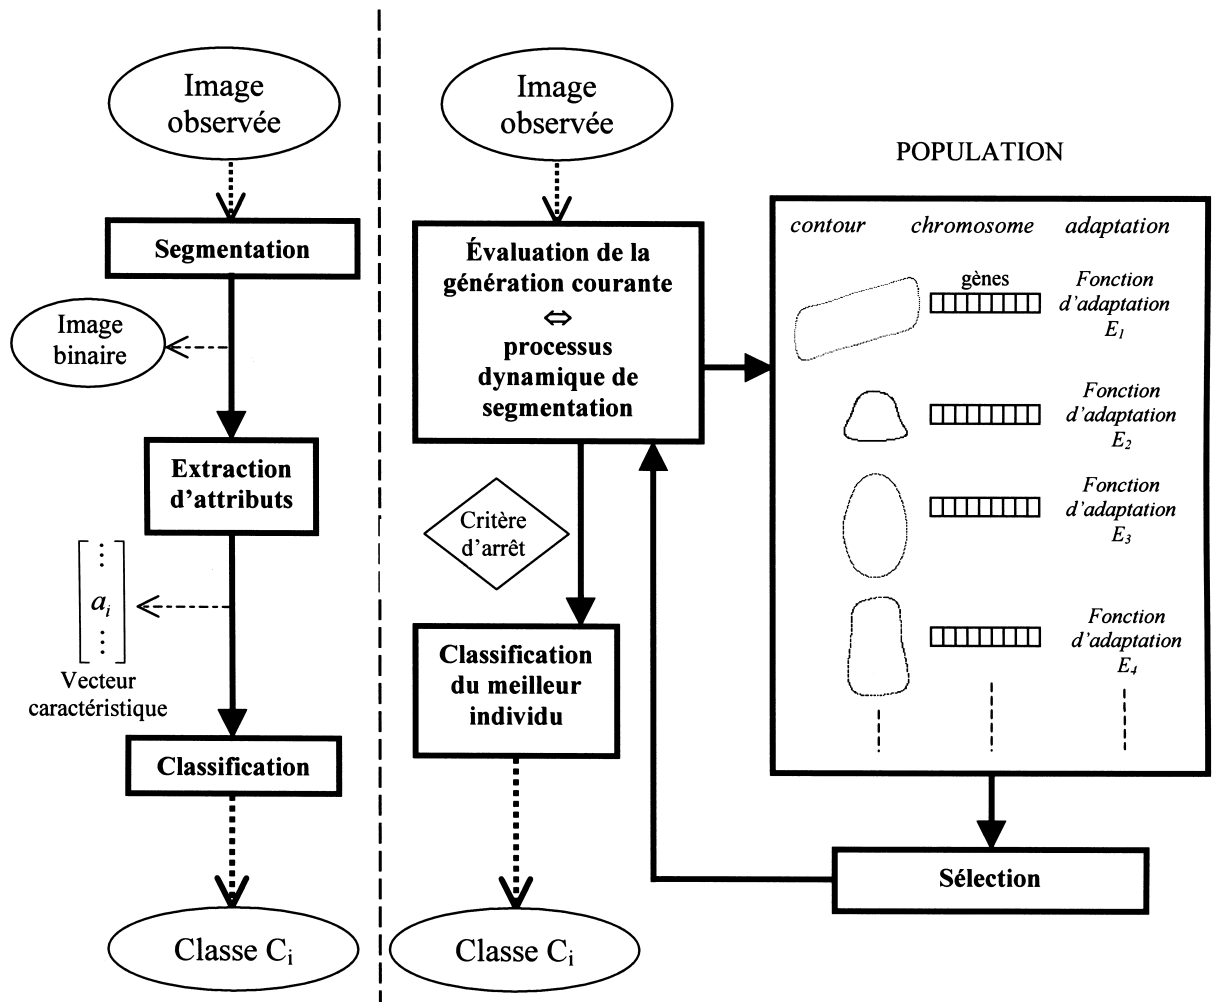 Image
observée
Segmentation
Image
binaire
Extraction
d'attributs
⋮
a_i
⋮
Vecteur
caractéristique
Classification
Classe C_i
Image
observée
Évaluation de la
génération courante
⇔
processus
dynamique de
segmentation
Critère
d'arrêt
Classification
du meilleur
individu
Classe C_i
POPULATION
contour chromosome adaptation
gènes
Fonction
d'adaptation
E_1
Fonction
d'adaptation
E_2
Fonction
d'adaptation
E_3
Fonction
d'adaptation
E_4
Sélection